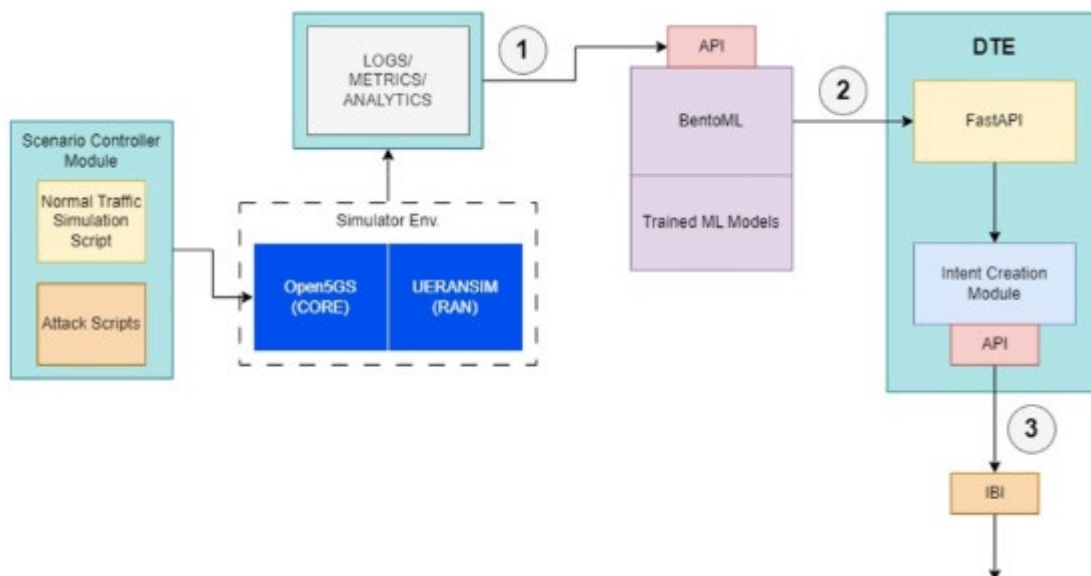 Scenario Controller
Module
Normal Traffic
Simulation
Script
Attack Scripts
LOGS/
METRICS/
ANALYTICS
Simulator Env.
Open5GS
(CORE)
UERANSIM
(RAN)
1
API
BentoML
Trained ML Models
2
DTE
FastAPI
Intent Creation
Module
API
3
IBI